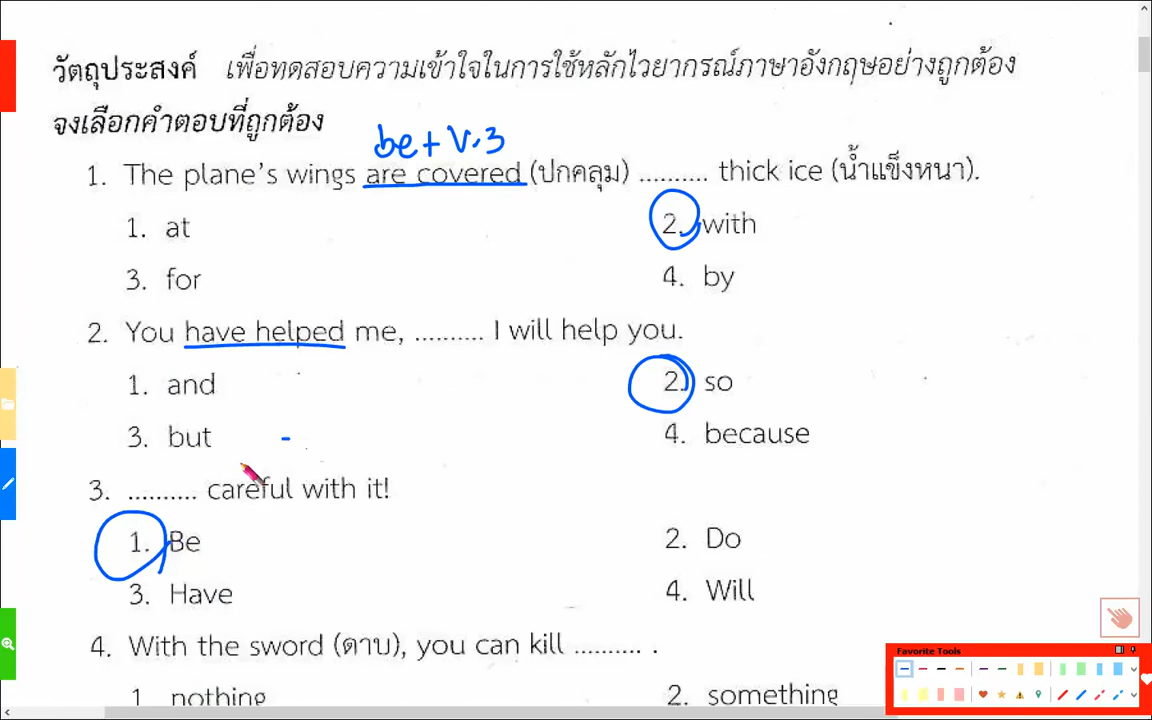 วัตถุประสงค์ เพื่อทดสอบความเข้าใจในการใช้หลักไวยากรณ์ภาษาอังกฤษอย่างถูกต้อง
จงเลือกคำตอบที่ถูกต้อง
be + V.3
1. The plane's wings are covered (ปกคลุม) .......... thick ice (น้ำแข็งหนา).
1. at 2. with
3. for 4. by
2. You have helped me, .......... I will help you.
1. and 2. so
3. but 4. because
3. .......... careful with it!
1. Be 2. Do
3. Have 4. Will
4. With the sword (ดาบ), you can kill .......... .
1 nothing 2. something
Favorite Tools